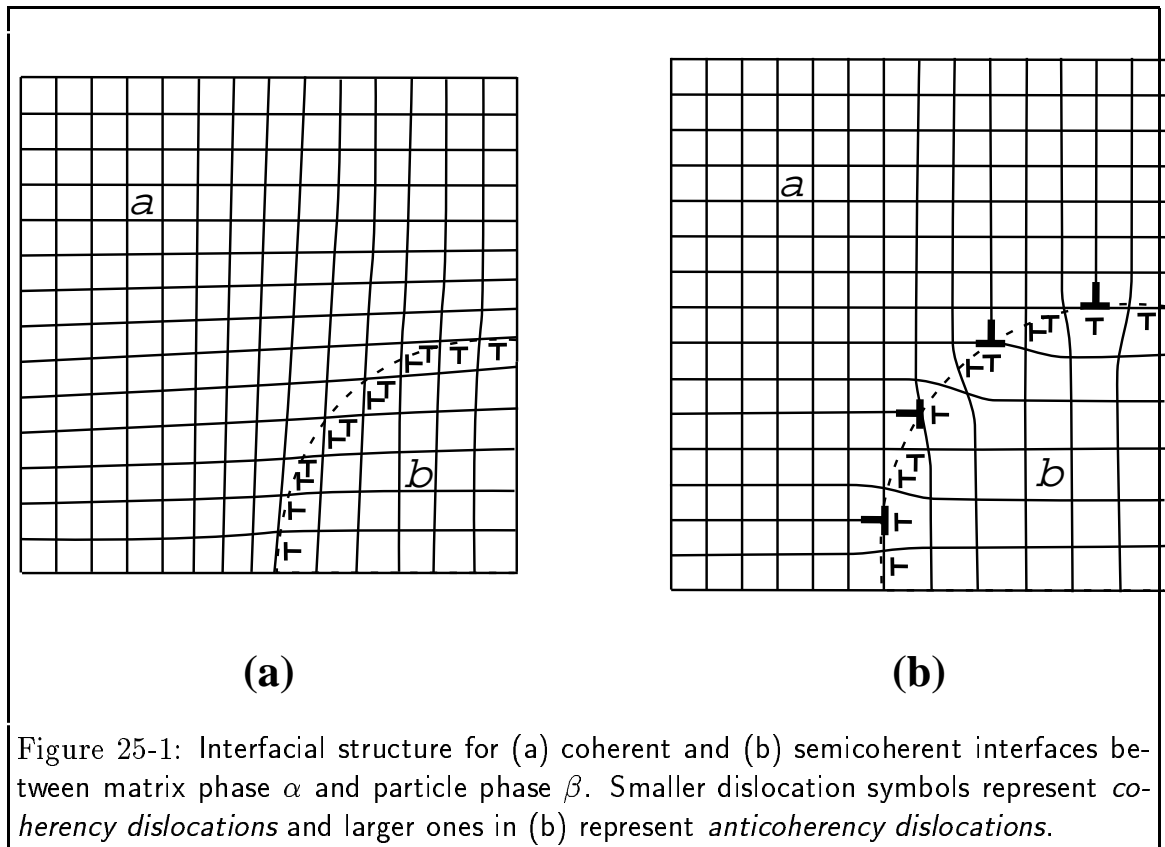 a
b
(a)
a
b
(b)
Figure 25-1: Interfacial structure for (a) coherent and (b) semicoherent interfaces be-
tween matrix phase α and particle phase β. Smaller dislocation symbols represent co-
herency dislocations and larger ones in (b) represent anticoherency dislocations.